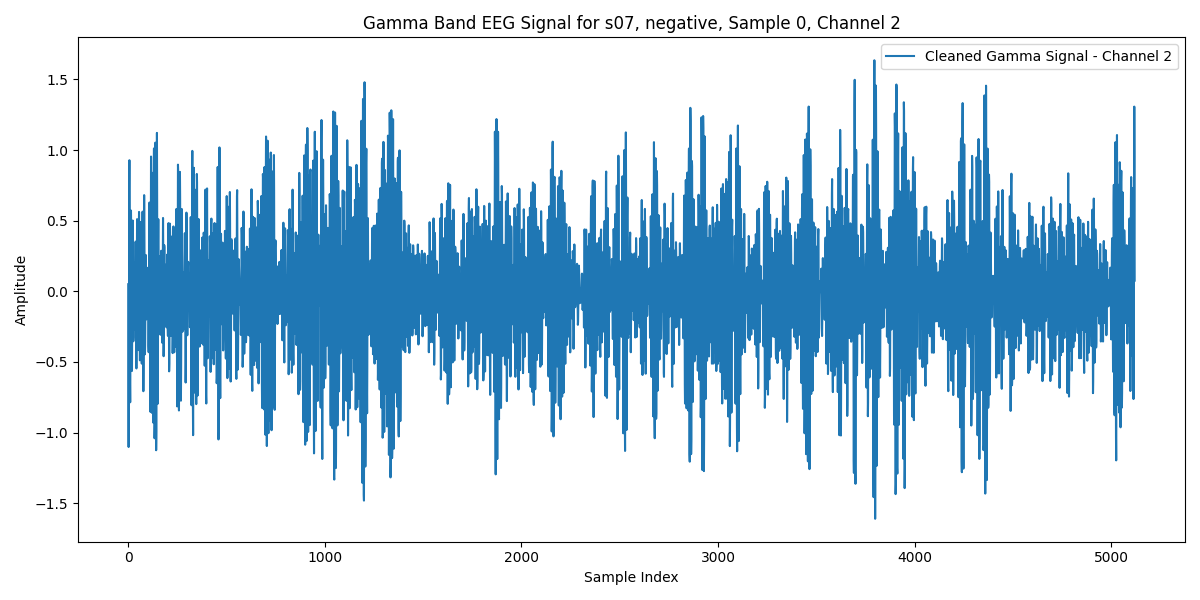 Gamma Band EEG Signal for s07, negative, Sample 0, Channel 2
Cleaned Gamma Signal - Channel 2
1.5
1.0
0.5
0.0
−0.5
−1.0
−1.5
Amplitude
0 1000 2000 3000 4000 5000
Sample Index